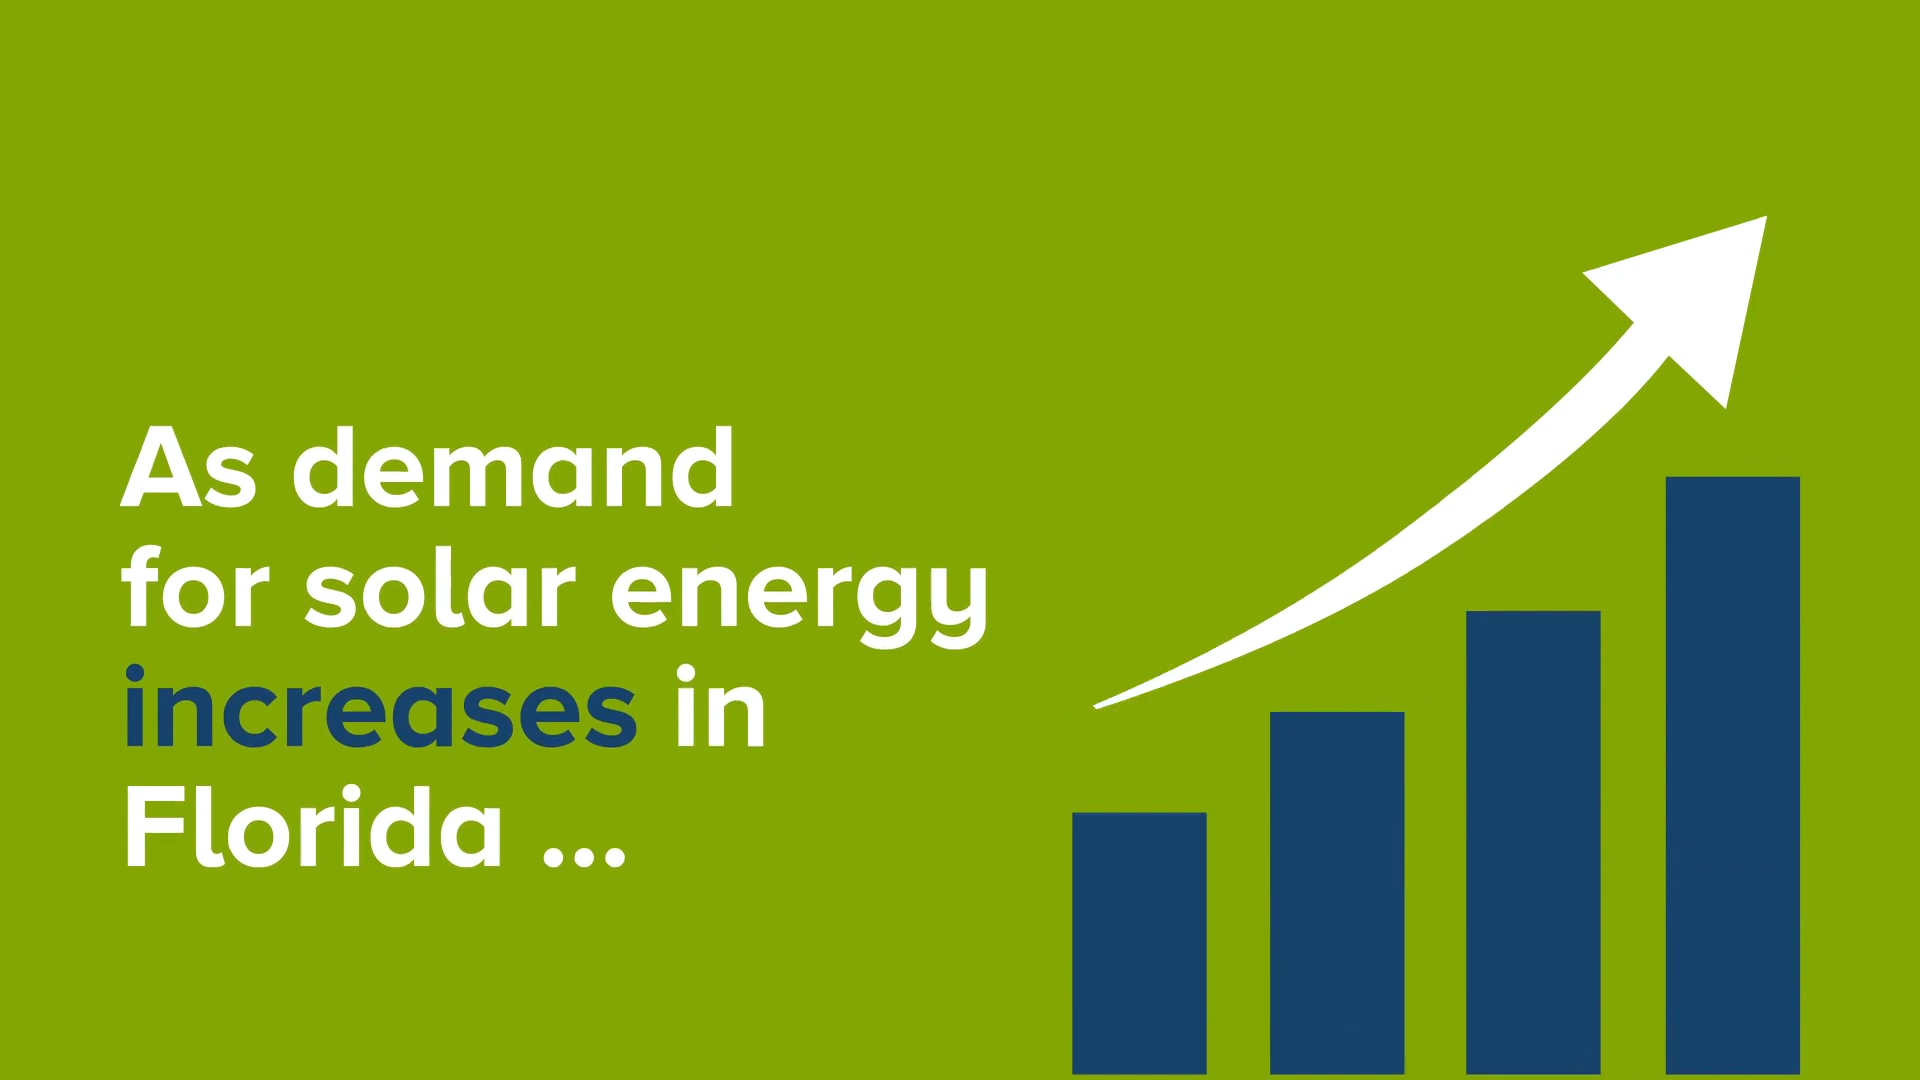 As demand
for solar energy
increases in
Florida ...